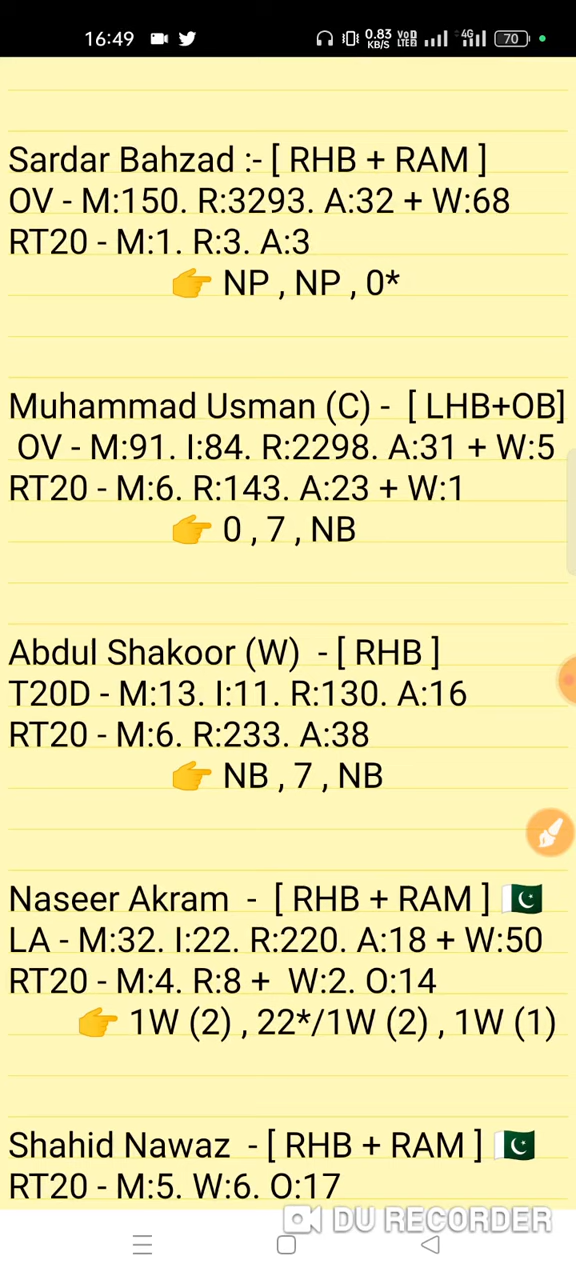 16:49 0.83 KB/S VoD LTE2 4G 70
Sardar Bahzad :- [ RHB + RAM ]
OV - M:150. R:3293. A:32 + W:68
RT20 - M:1. R:3. A:3
👉 NP , NP , 0*
Muhammad Usman (C) - [ LHB+OB]
OV - M:91. I:84. R:2298. A:31 + W:5
RT20 - M:6. R:143. A:23 + W:1
👉 0 , 7 , NB
Abdul Shakoor (W) - [ RHB ]
T20D - M:13. I:11. R:130. A:16
RT20 - M:6. R:233. A:38
👉 NB , 7 , NB
Naseer Akram - [ RHB + RAM ] 🇵🇰
LA - M:32. I:22. R:220. A:18 + W:50
RT20 - M:4. R:8 + W:2. O:14
👉 1W (2) , 22*/1W (2) , 1W (1)
Shahid Nawaz - [ RHB + RAM ] 🇵🇰
RT20 - M:5. W:6. O:17
DU RECORDER